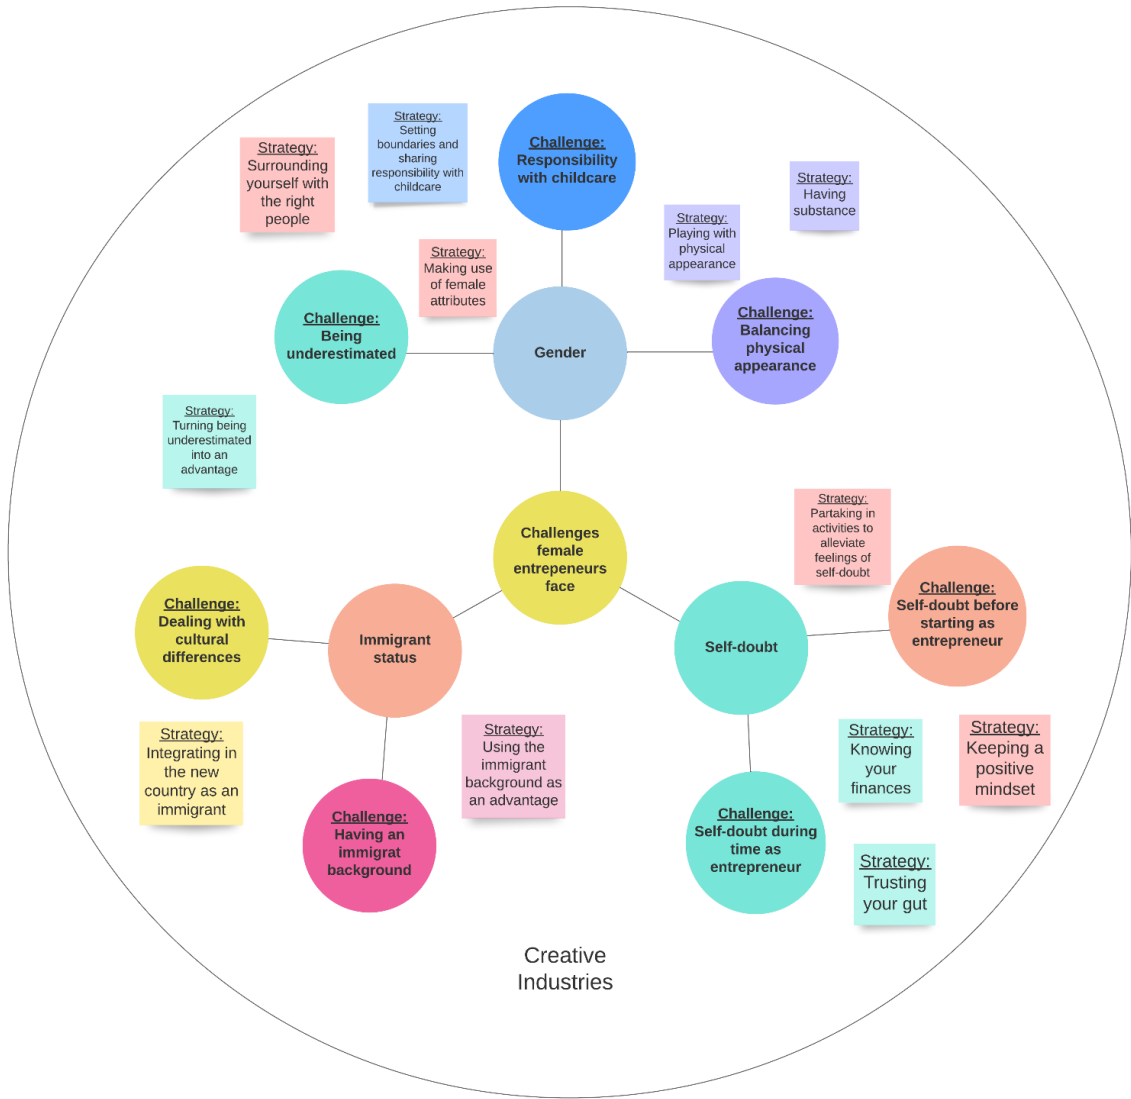 Strategy:
Setting
boundaries and
sharing
responsibility with
childcare
Challenge:
Responsibility
with childcare
Strategy:
Surrounding
yourself with
the right
people
Strategy:
Having
substance
Strategy:
Playing with
physical
appearance
Strategy:
Making use
of female
attributes
Challenge:
Being
underestimated
Gender
Challenge:
Balancing
physical
appearance
Strategy:
Turning being
underestimated
into an
advantage
Challenges
female
entrepeneurs
face
Strategy:
Partaking in
activities to
alleviate
feelings of
self-doubt
Challenge:
Dealing with
cultural
differences
Immigrant
status
Self-doubt
Challenge:
Self-doubt before
starting as
entrepreneur
Strategy:
Integrating in
the new
country as an
immigrant
Strategy:
Using the
immigrant
background as
an advantage
Strategy:
Knowing
your
finances
Strategy:
Keeping a
positive
mindset
Challenge:
Having an
immigrat
background
Challenge:
Self-doubt during
time as
entrepreneur
Strategy:
Trusting
your gut
Creative
Industries